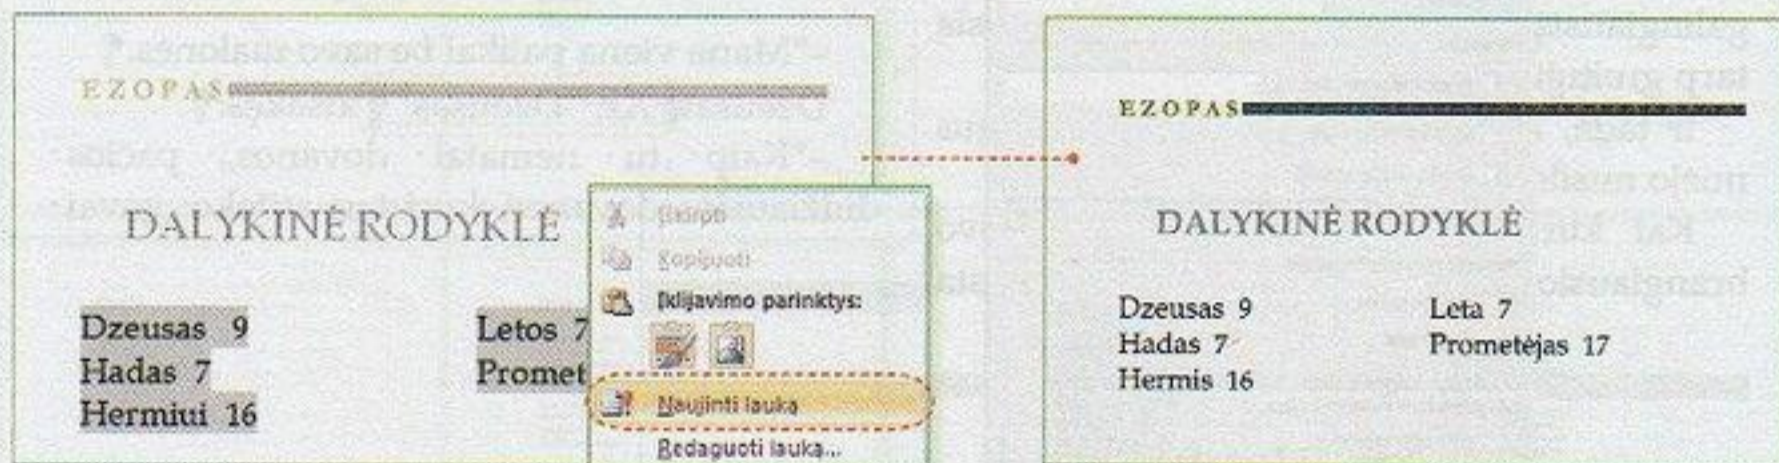 EZOPAS
DALYKINĖ RODYKLĖ
Dzeusas 9
Hadas 7
Hermiui 16
Letos 7
Promet
Iškirpti
Kopijuoti
Įklijavimo parinktys:
Naujinti lauką
Redaguoti lauką...
EZOPAS
DALYKINĖ RODYKLĖ
Dzeusas 9
Hadas 7
Hermis 16
Leta 7
Prometėjas 17